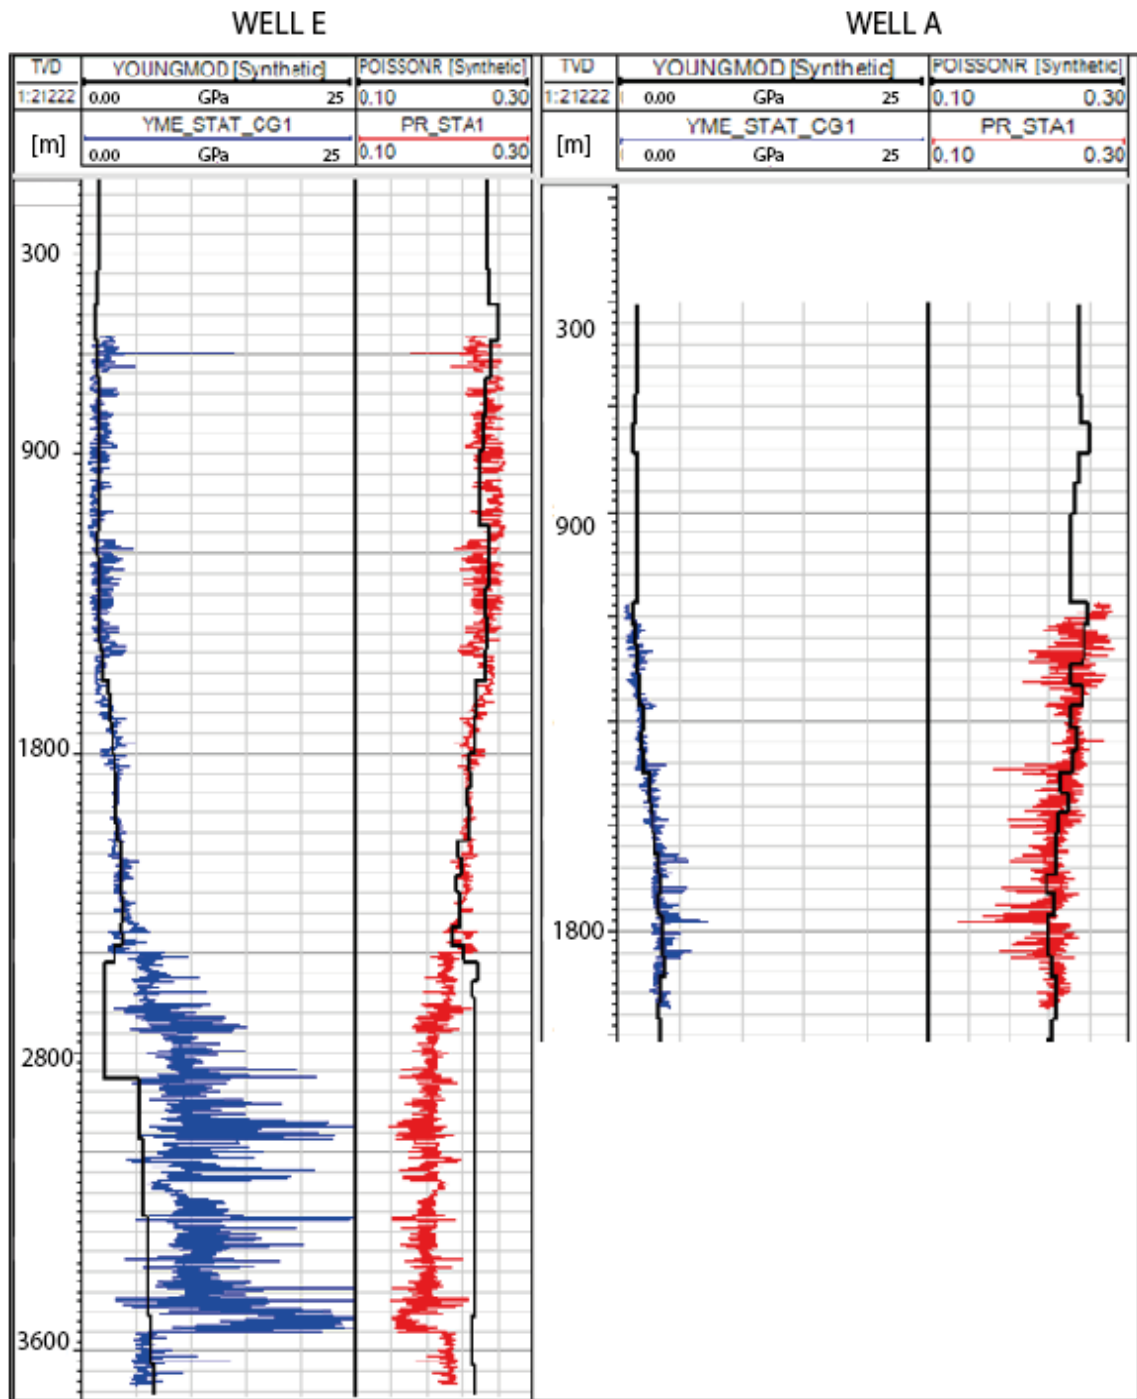 WELL E WELL A
TVD YOUNGMOD [Synthetic] POISSONR [Synthetic] TVD YOUNGMOD [Synthetic] POISSONR [Synthetic]
1:21222 0.00 GPa 25 0.10 0.30 1:21222 0.00 GPa 25 0.10 0.30
[m] YME_STAT_CG1 PR_STA1 [m] YME_STAT_CG1 PR_STA1
0.00 GPa 25 0.10 0.30 0.00 GPa 25 0.10 0.30
300
300
900
900
1800
1800
2800
3600